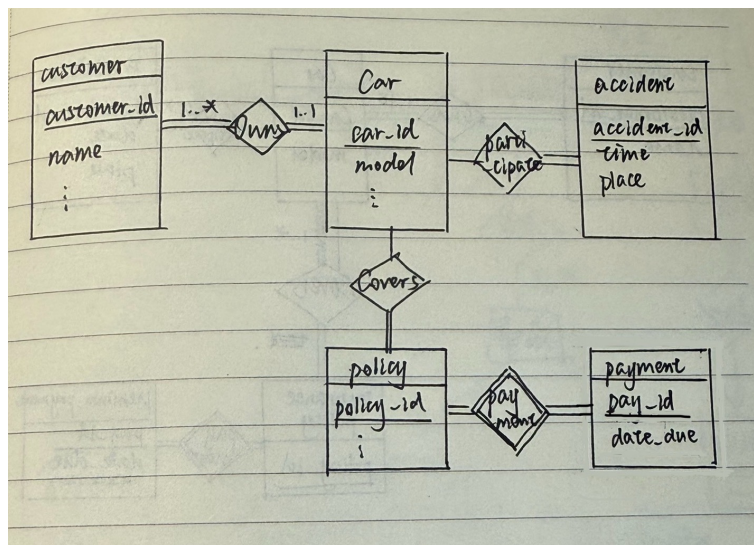 customer
customer_id
name
⋮
1..*
Owns
1..1
Car
car_id
model
⋮
parti
-cipate
accident
accident_id
time
place
Covers
policy
policy_id
⋮
pay
-ment
payment
pay_id
date_due